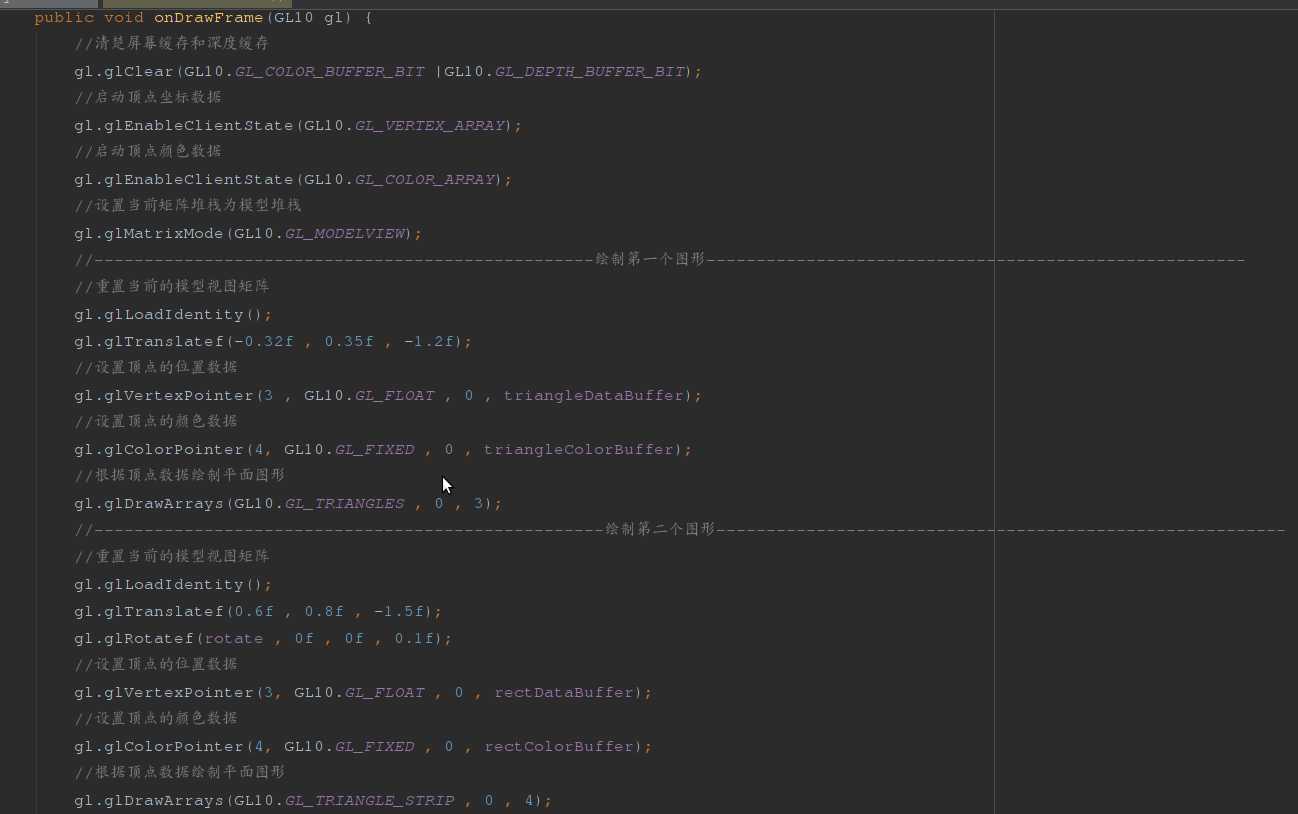 public void onDrawFrame(GL10 gl) {
//清楚屏幕缓存和深度缓存
gl.glClear(GL10.GL_COLOR_BUFFER_BIT |GL10.GL_DEPTH_BUFFER_BIT);
//启动顶点坐标数据
gl.glEnableClientState(GL10.GL_VERTEX_ARRAY);
//启动顶点颜色数据
gl.glEnableClientState(GL10.GL_COLOR_ARRAY);
//设置当前矩阵堆栈为模型堆栈
gl.glMatrixMode(GL10.GL_MODELVIEW);
//--------------------------------------------------绘制第一个图形------------------------------------------------------
//重置当前的模型视图矩阵
gl.glLoadIdentity();
gl.glTranslatef(-0.32f , 0.35f , -1.2f);
//设置顶点的位置数据
gl.glVertexPointer(3 , GL10.GL_FLOAT , 0 , triangleDataBuffer);
//设置顶点的颜色数据
gl.glColorPointer(4, GL10.GL_FIXED , 0 , triangleColorBuffer);
//根据顶点数据绘制平面图形
gl.glDrawArrays(GL10.GL_TRIANGLES , 0 , 3);
//---------------------------------------------------绘制第二个图形---------------------------------------------------------
//重置当前的模型视图矩阵
gl.glLoadIdentity();
gl.glTranslatef(0.6f , 0.8f , -1.5f);
gl.glRotatef(rotate , 0f , 0f , 0.1f);
//设置顶点的位置数据
gl.glVertexPointer(3, GL10.GL_FLOAT , 0 , rectDataBuffer);
//设置顶点的颜色数据
gl.glColorPointer(4, GL10.GL_FIXED , 0 , rectColorBuffer);
//根据顶点数据绘制平面图形
gl.glDrawArrays(GL10.GL_TRIANGLE_STRIP , 0 , 4);